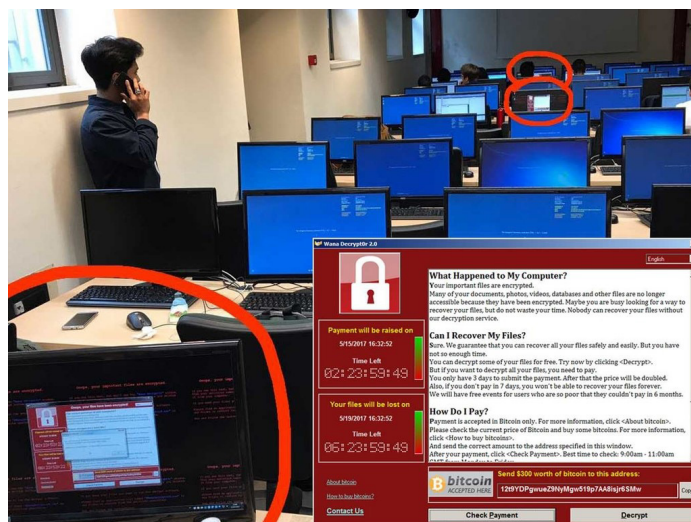 Wana Decrypt0r 2.0
English
What Happened to My Computer?
Your important files are encrypted.
Many of your documents, photos, videos, databases and other files are no longer
accessible because they have been encrypted. Maybe you are busy looking for a way to
recover your files, but do not waste your time. Nobody can recover your files without
our decryption service.
Can I Recover My Files?
Sure. We guarantee that you can recover all your files safely and easily. But you have
not so enough time.
You can decrypt some of your files for free. Try now by clicking <Decrypt>.
But if you want to decrypt all your files, you need to pay.
You only have 3 days to submit the payment. After that the price will be doubled.
Also, if you don't pay in 7 days, you won't be able to recover your files forever.
We will have free events for users who are so poor that they couldn't pay in 6 months.
How Do I Pay?
Payment is accepted in Bitcoin only. For more information, click <About bitcoin>.
Please check the current price of Bitcoin and buy some bitcoins. For more information,
click <How to buy bitcoins>.
And send the correct amount to the address specified in this window.
After your payment, click <Check Payment>. Best time to check: 9:00am - 11:00am
GMT from Monday to Friday.
Payment will be raised on
5/15/2017 16:32:52
Time Left
02:23:59:49
Your files will be lost on
5/19/2017 16:32:52
Time Left
06:23:59:49
About bitcoin
How to buy bitcoins?
Contact Us
bitcoin
ACCEPTED HERE
Send $300 worth of bitcoin to this address:
12t9YDPgwueZ9NyMgw519p7AA8isjr6SMw
Check Payment
Decrypt
Ooops, your important files are encrypted